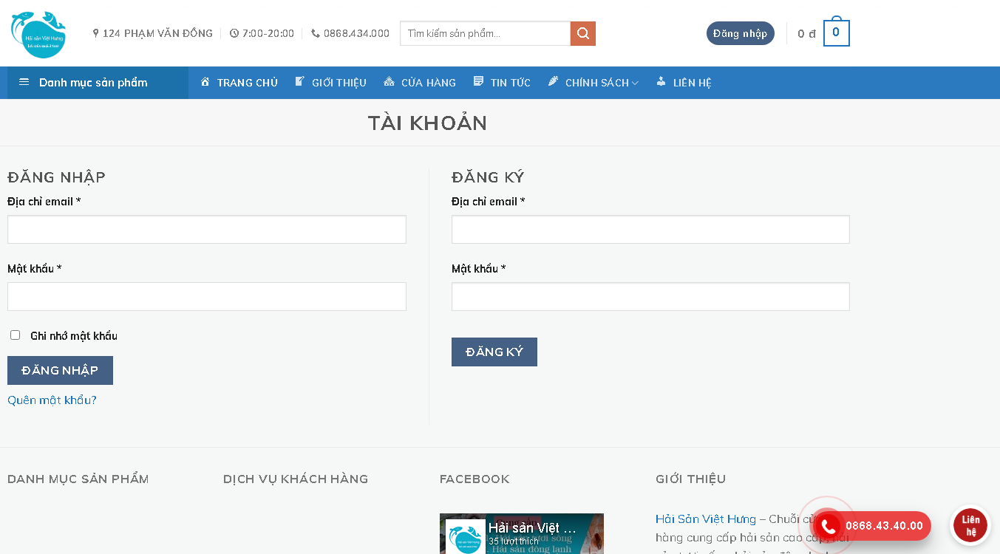 Hải Sản Việt Hưng
124 PHẠM VĂN ĐỒNG
7:00-20:00
0868.434.000
Tìm kiếm sản phẩm...
Đăng nhập
0 đ
0
Danh mục sản phẩm
TRANG CHỦ
GIỚI THIỆU
CỬA HÀNG
TIN TỨC
CHÍNH SÁCH
LIÊN HỆ
TÀI KHOẢN
ĐĂNG NHẬP
Địa chỉ email *
Mật khẩu *
Ghi nhớ mật khẩu
ĐĂNG NHẬP
Quên mật khẩu?
ĐĂNG KÝ
Địa chỉ email *
Mật khẩu *
ĐĂNG KÝ
DANH MỤC SẢN PHẨM
DỊCH VỤ KHÁCH HÀNG
FACEBOOK
Hải sản Việt ...
35 lượt thích
GIỚI THIỆU
Hải Sản Việt Hưng – Chuỗi
hàng cung cấp hải sản cao cấp, hải
0868.43.40.00
Liên
hệ